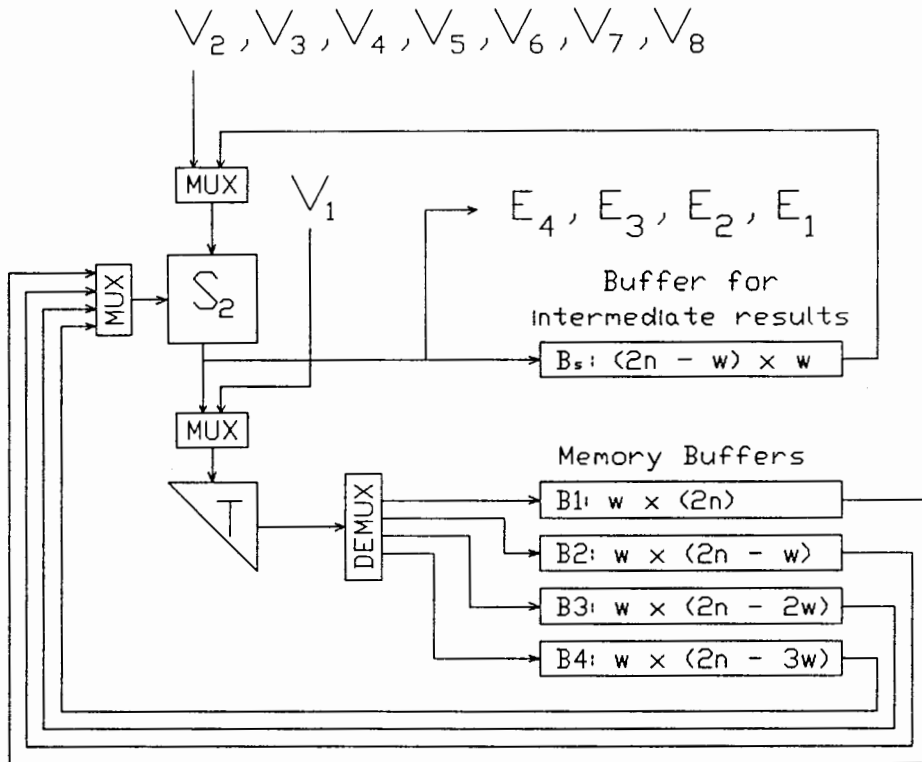 V2, V3, V4, V5, V6, V7, V8
MUX
V1
E4, E3, E2, E1
MUX
S2
Buffer for
intermediate results
Bs: (2n - w) x w
MUX
Memory Buffers
T
DEMUX
B1: w x (2n)
B2: w x (2n - w)
B3: w x (2n - 2w)
B4: w x (2n - 3w)